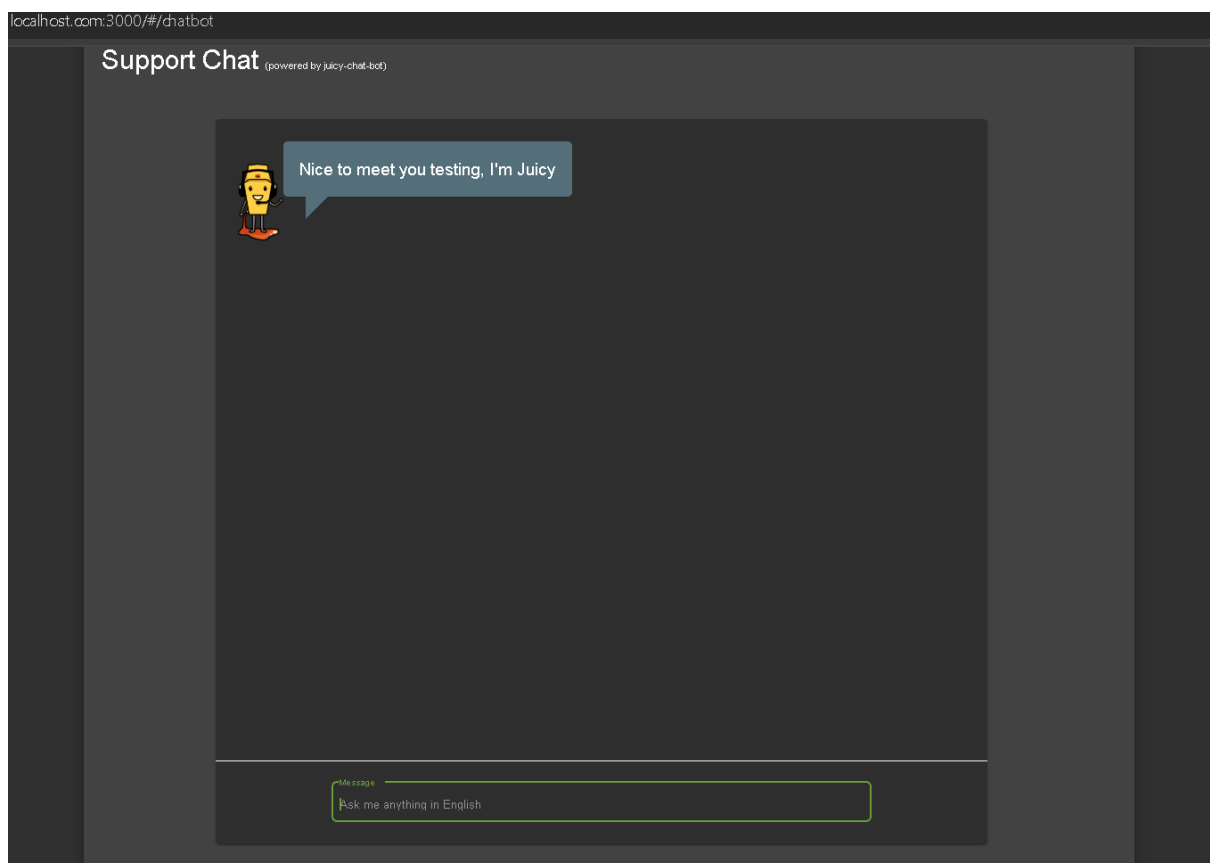 localhost.com:3000/#/chatbot
Support Chat (powered by juicy-chat-bot)
Nice to meet you testing, I'm Juicy
Message
Ask me anything in English